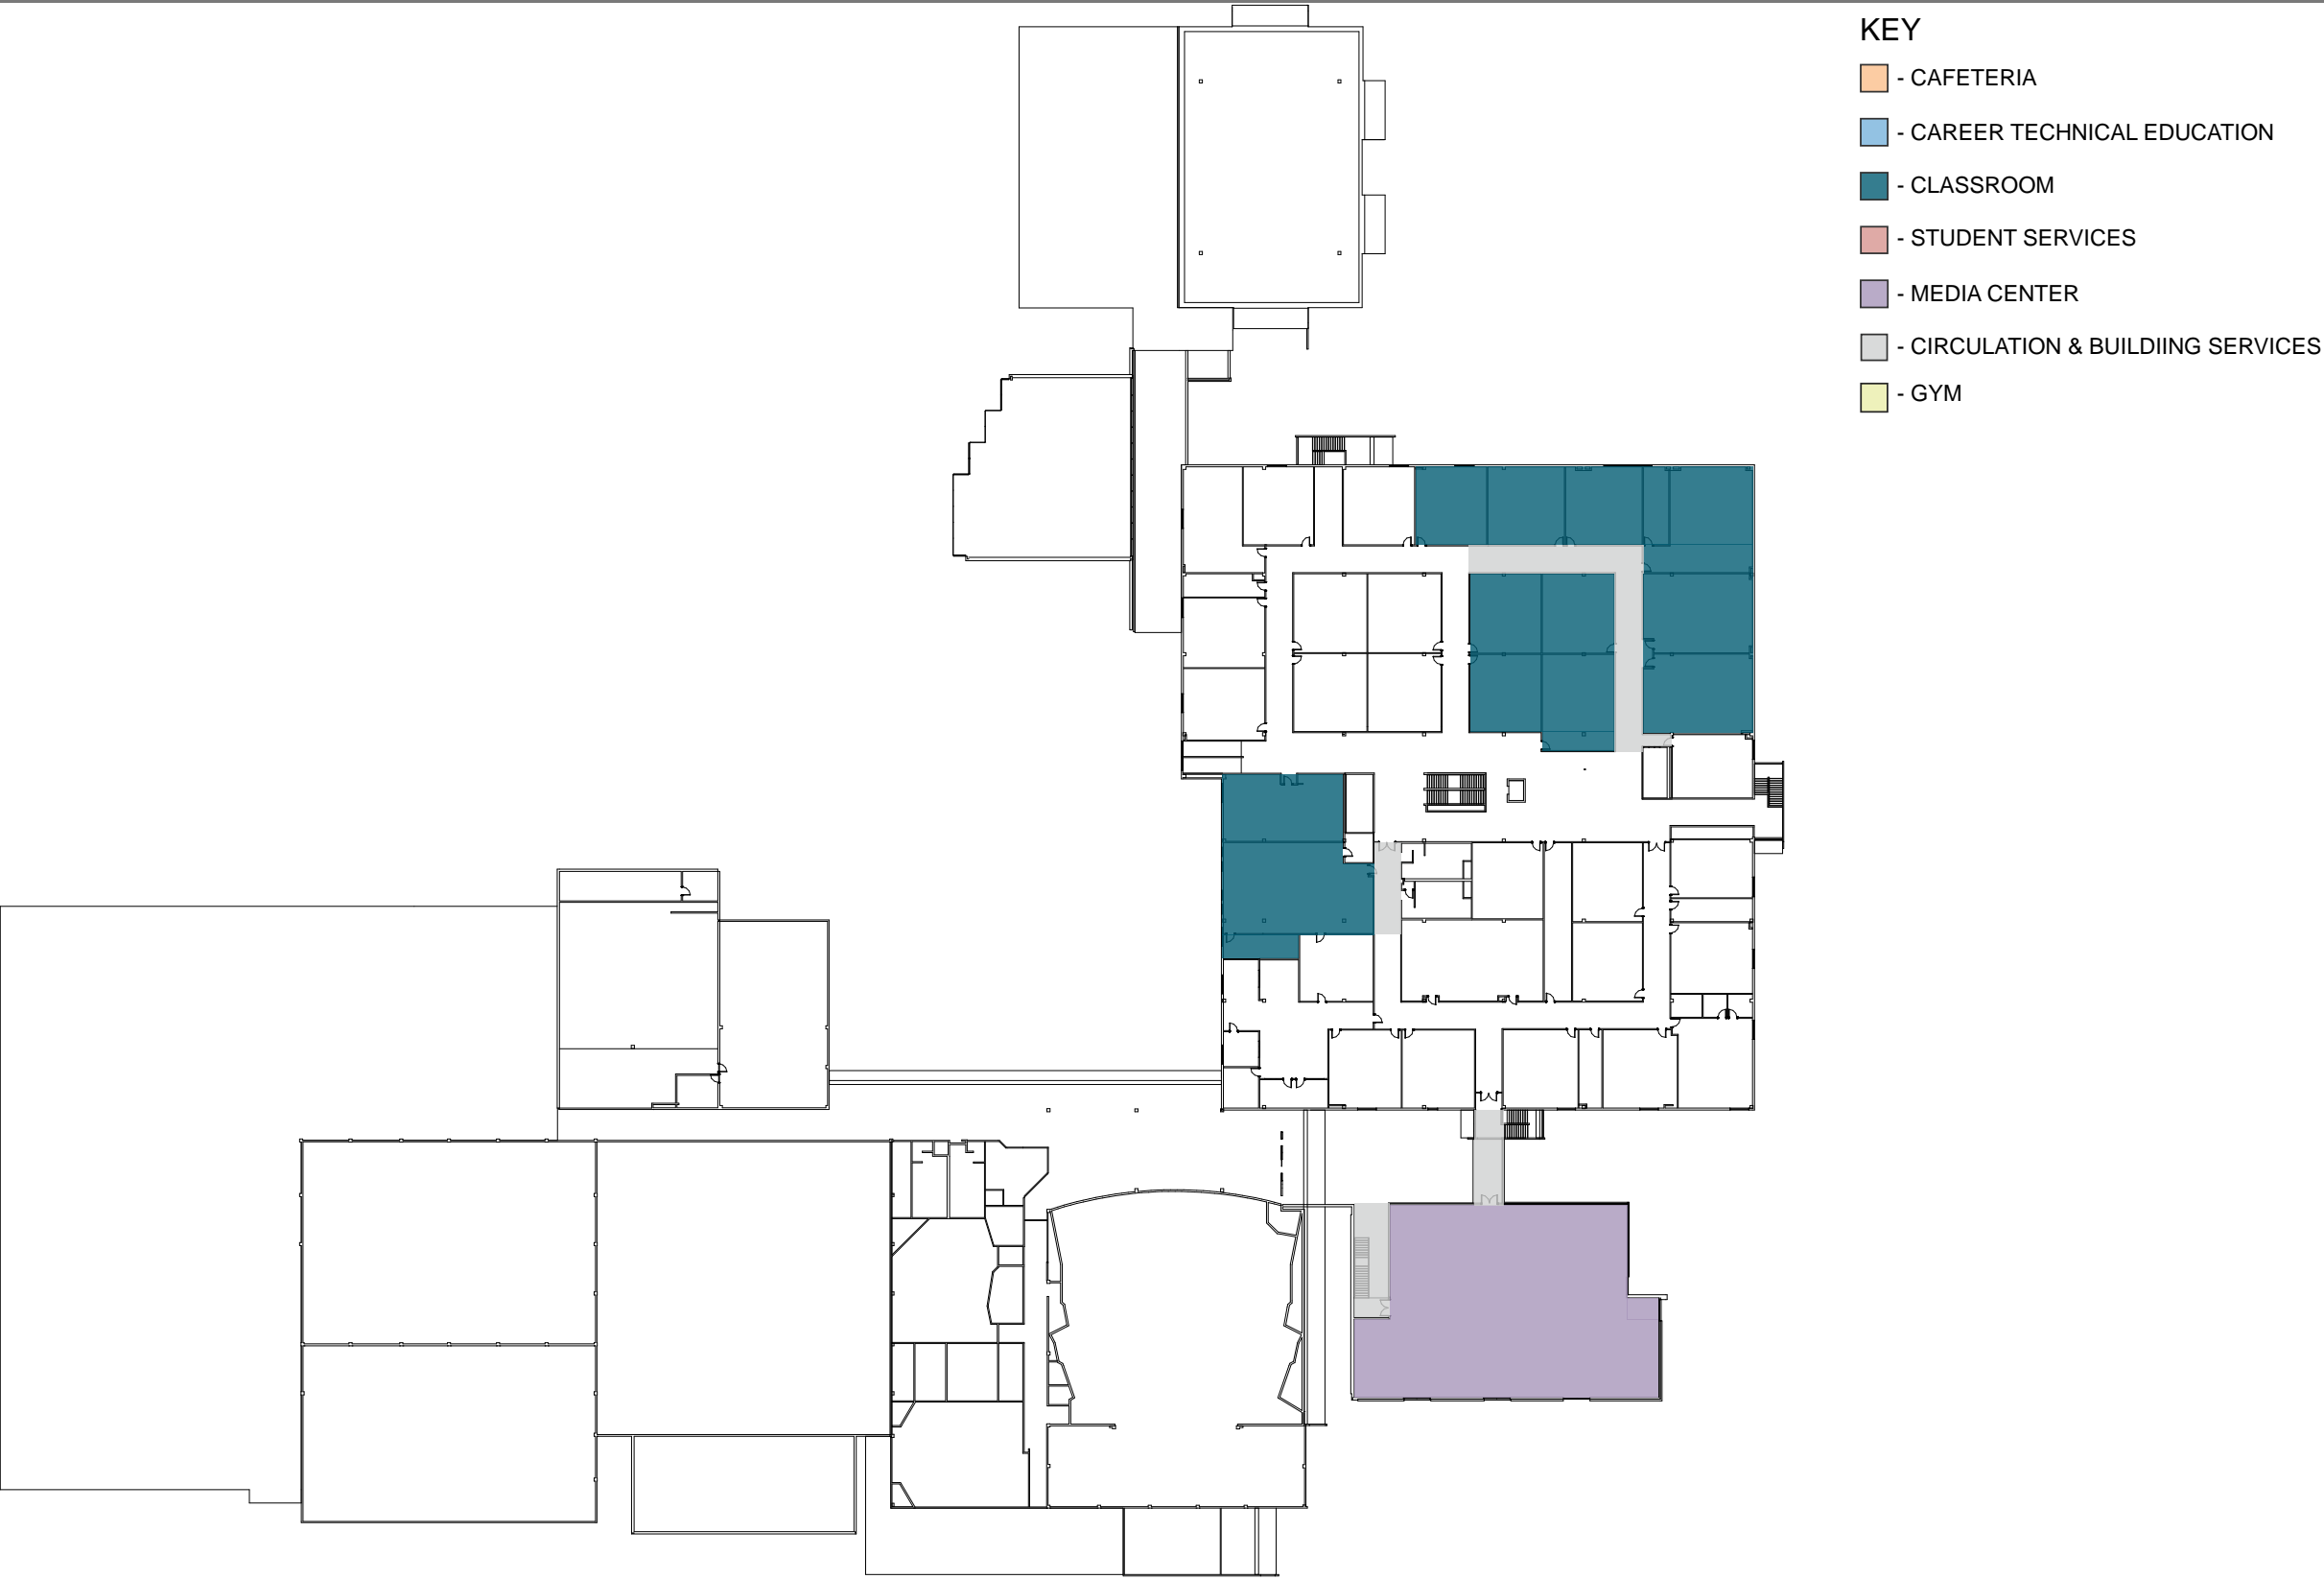 KEY
- CAFETERIA
- CAREER TECHNICAL EDUCATION
- CLASSROOM
- STUDENT SERVICES
- MEDIA CENTER
- CIRCULATION & BUILDIING SERVICES
- GYM